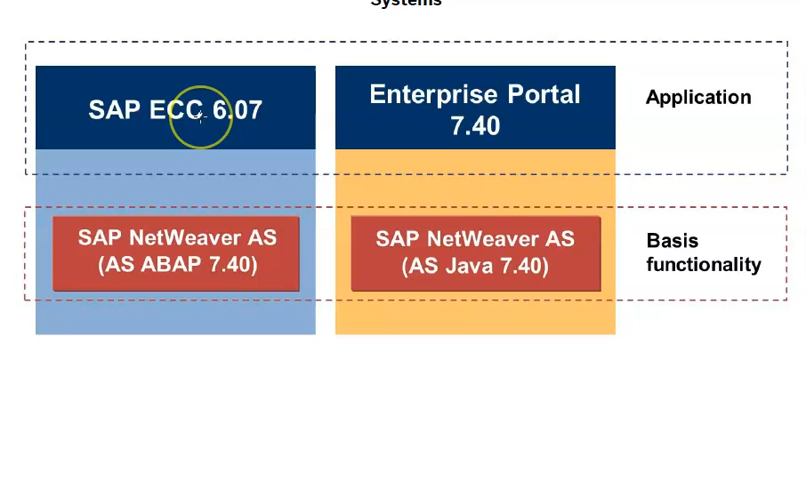 Systems
SAP ECC 6.07
Enterprise Portal
7.40
Application
SAP NetWeaver AS
(AS ABAP 7.40)
SAP NetWeaver AS
(AS Java 7.40)
Basis
functionality